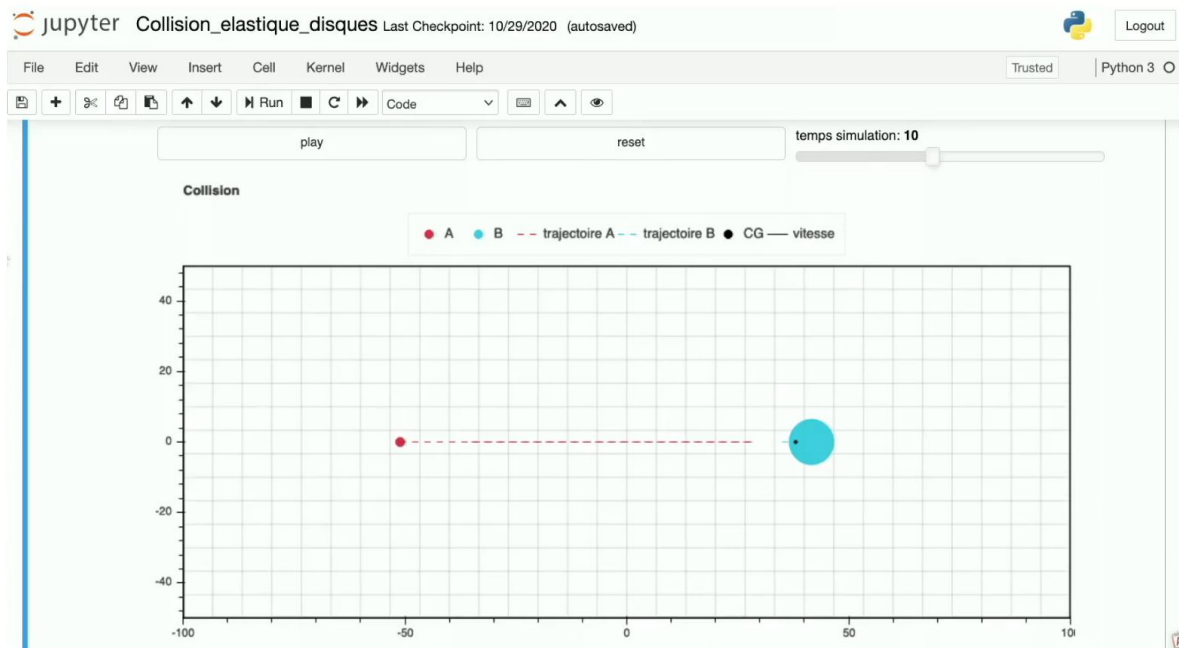 jupyter Collision_elastique_disques Last Checkpoint: 10/29/2020 (autosaved) Logout
File Edit View Insert Cell Kernel Widgets Help Trusted Python 3
Run Code
play reset temps simulation: 10
Collision
A B trajectoire A trajectoire B CG vitesse
40
20
0
-20
-40
-100 -50 0 50 10